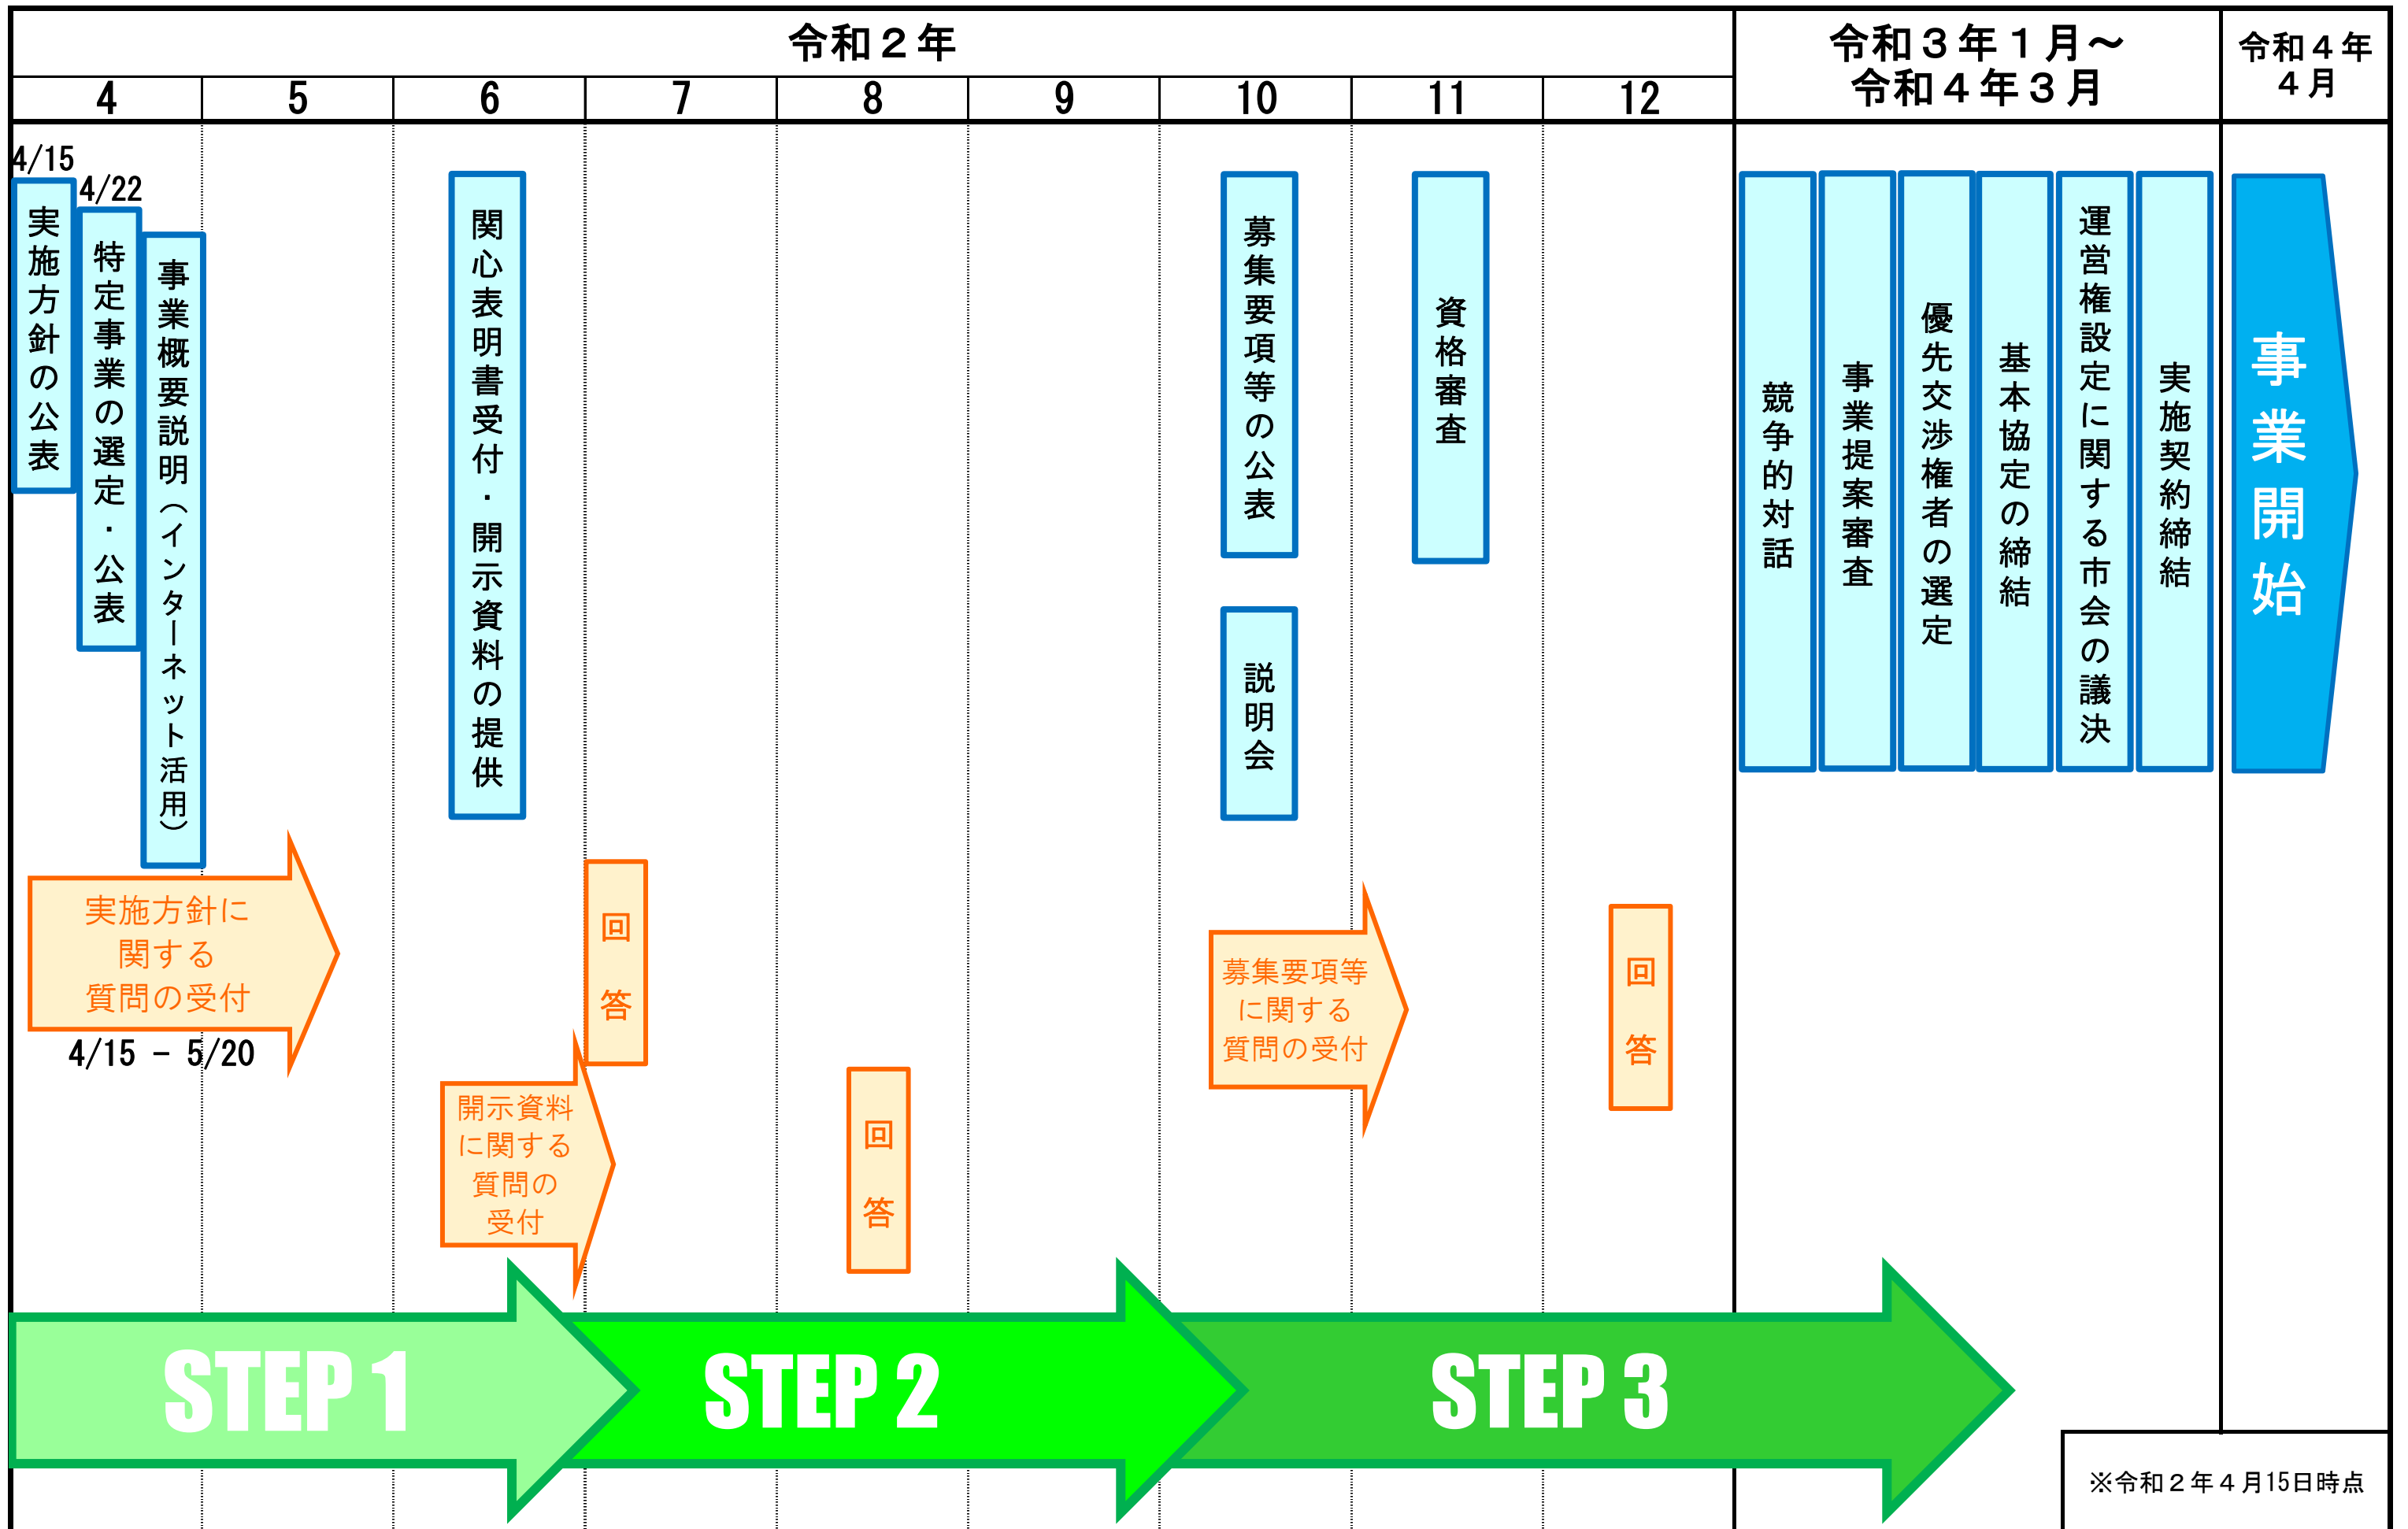 令和２年
令和３年１月～
令和４年３月
令和４年
４月
4
5
6
7
8
9
10
11
12
4/15
実施方針の公表
4/22
特定事業の選定・公表
事業概要説明（インターネット活用）
関心表明書受付・開示資料の提供
募集要項等の公表
説明会
資格審査
競争的対話
事業提案審査
優先交渉権者の選定
基本協定の締結
運営権設定に関する市会の議決
実施契約締結
事業開始
実施方針に
関する
質問の受付
4/15 - 5/20
回答
開示資料
に関する
質問の
受付
回答
募集要項等
に関する
質問の受付
回答
STEP 1
STEP 2
STEP 3
※令和２年４月15日時点